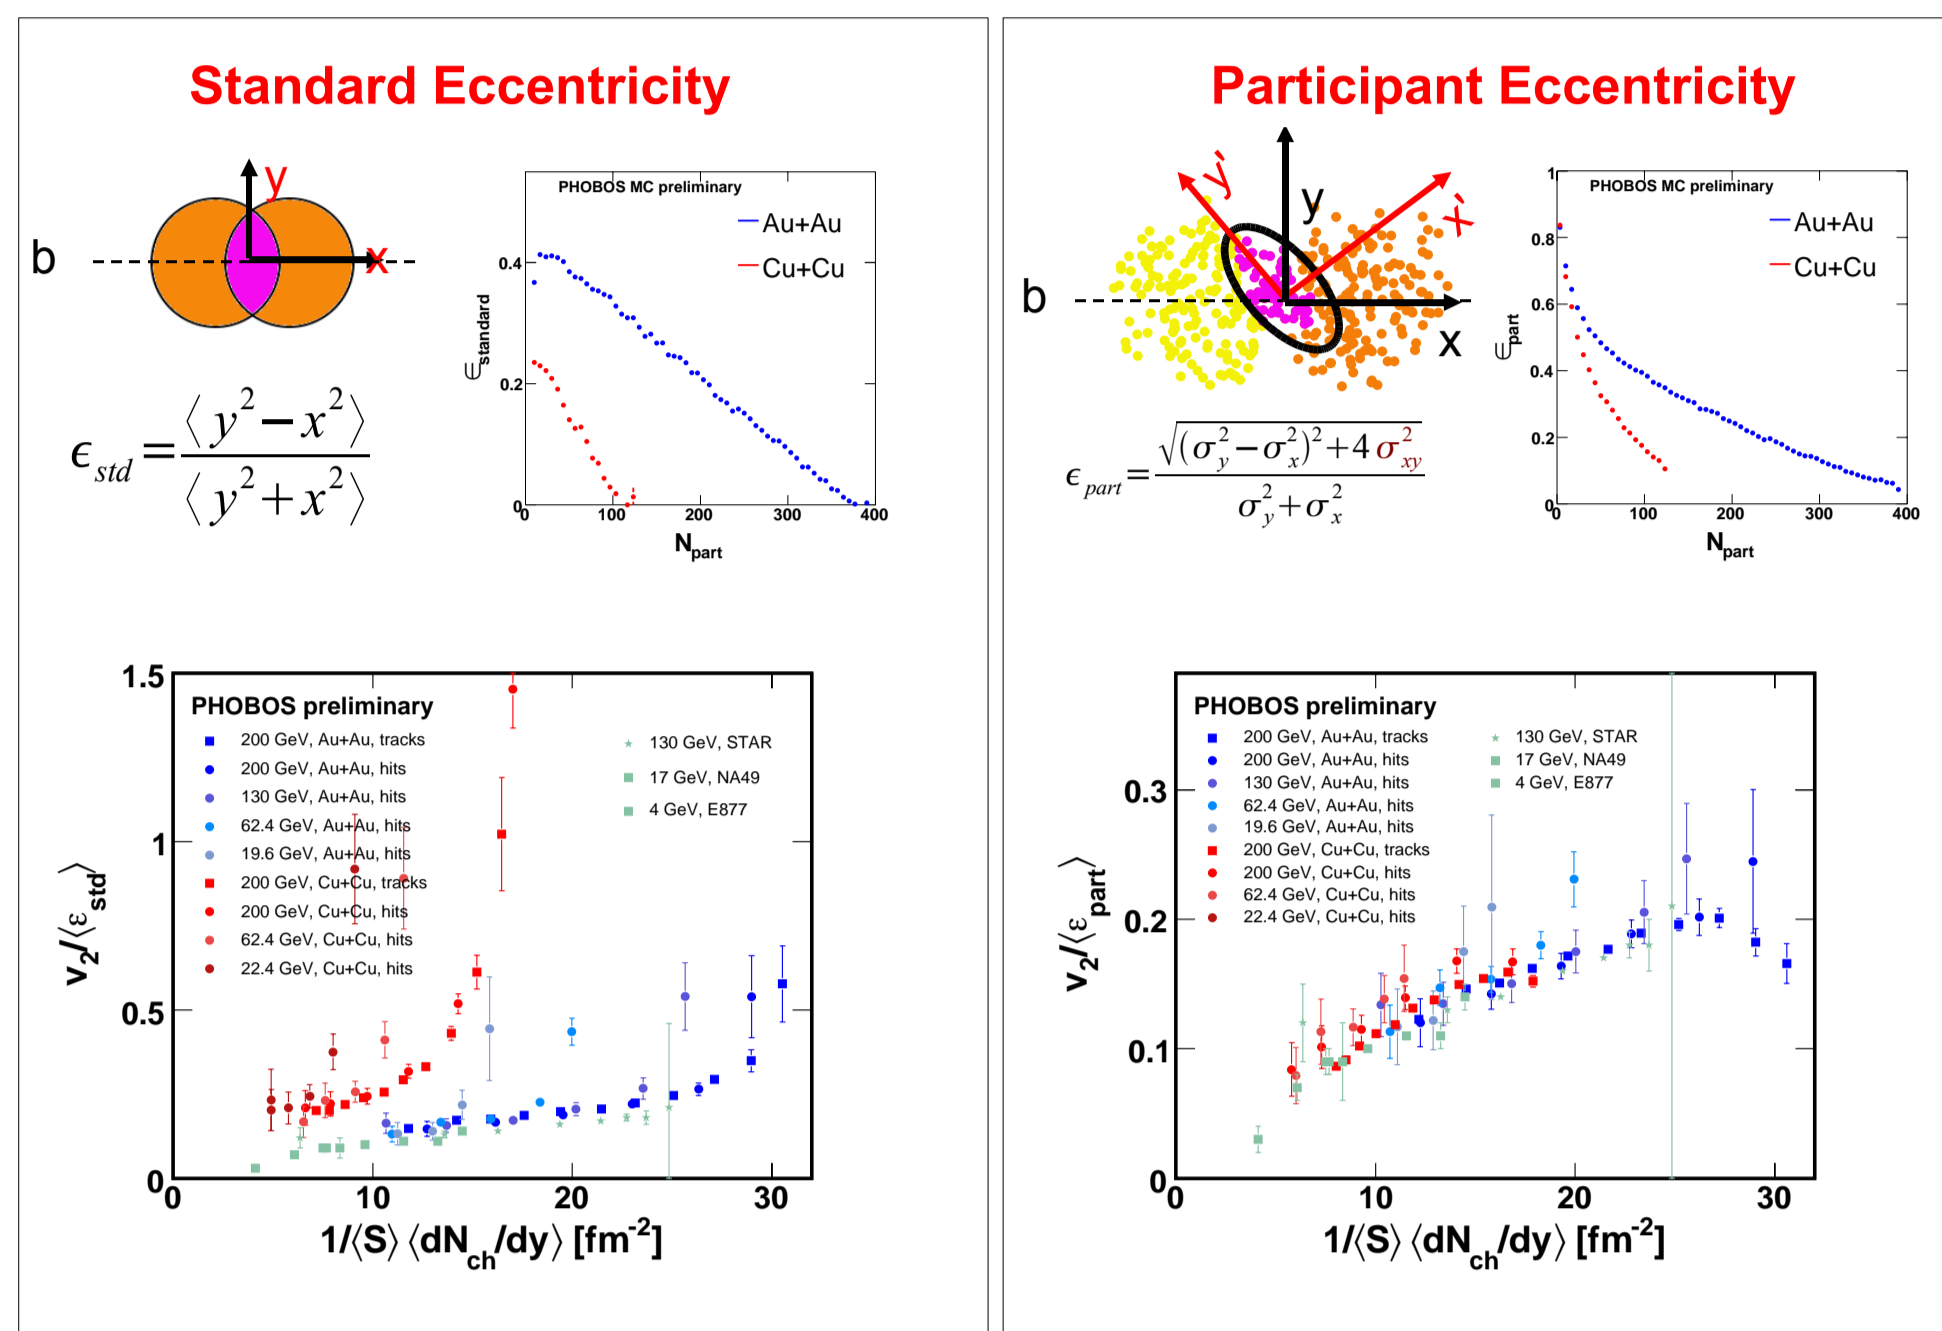 Standard Eccentricity
y
x
b
ϵ_std = ⟨y² − x²⟩ / ⟨y² + x²⟩
PHOBOS MC preliminary
Au+Au
Cu+Cu
0.4
0.2
0
∈standard
0 100 200 300 400
Npart
1.5
1
0.5
0
v2/⟨ε std⟩
PHOBOS preliminary
200 GeV, Au+Au, tracks
200 GeV, Au+Au, hits
130 GeV, Au+Au, hits
62.4 GeV, Au+Au, hits
19.6 GeV, Au+Au, hits
200 GeV, Cu+Cu, tracks
200 GeV, Cu+Cu, hits
62.4 GeV, Cu+Cu, hits
22.4 GeV, Cu+Cu, hits
130 GeV, STAR
17 GeV, NA49
4 GeV, E877
0 10 20 30
1/⟨S⟩ ⟨dNch/dy⟩ [fm-2]
Participant Eccentricity
y'
y
x'
b
x
ϵ_part = √((σ_y² − σ_x²)² + 4σ_xy²) / (σ_y² + σ_x²)
PHOBOS MC preliminary
Au+Au
Cu+Cu
1
0.8
0.6
0.4
0.2
0
∈part
0 100 200 300 400
Npart
0.3
0.2
0.1
0
v2/⟨ε part⟩
PHOBOS preliminary
200 GeV, Au+Au, tracks
200 GeV, Au+Au, hits
130 GeV, Au+Au, hits
62.4 GeV, Au+Au, hits
19.6 GeV, Au+Au, hits
200 GeV, Cu+Cu, tracks
200 GeV, Cu+Cu, hits
62.4 GeV, Cu+Cu, hits
22.4 GeV, Cu+Cu, hits
130 GeV, STAR
17 GeV, NA49
4 GeV, E877
0 10 20 30
1/⟨S⟩ ⟨dNch/dy⟩ [fm-2]